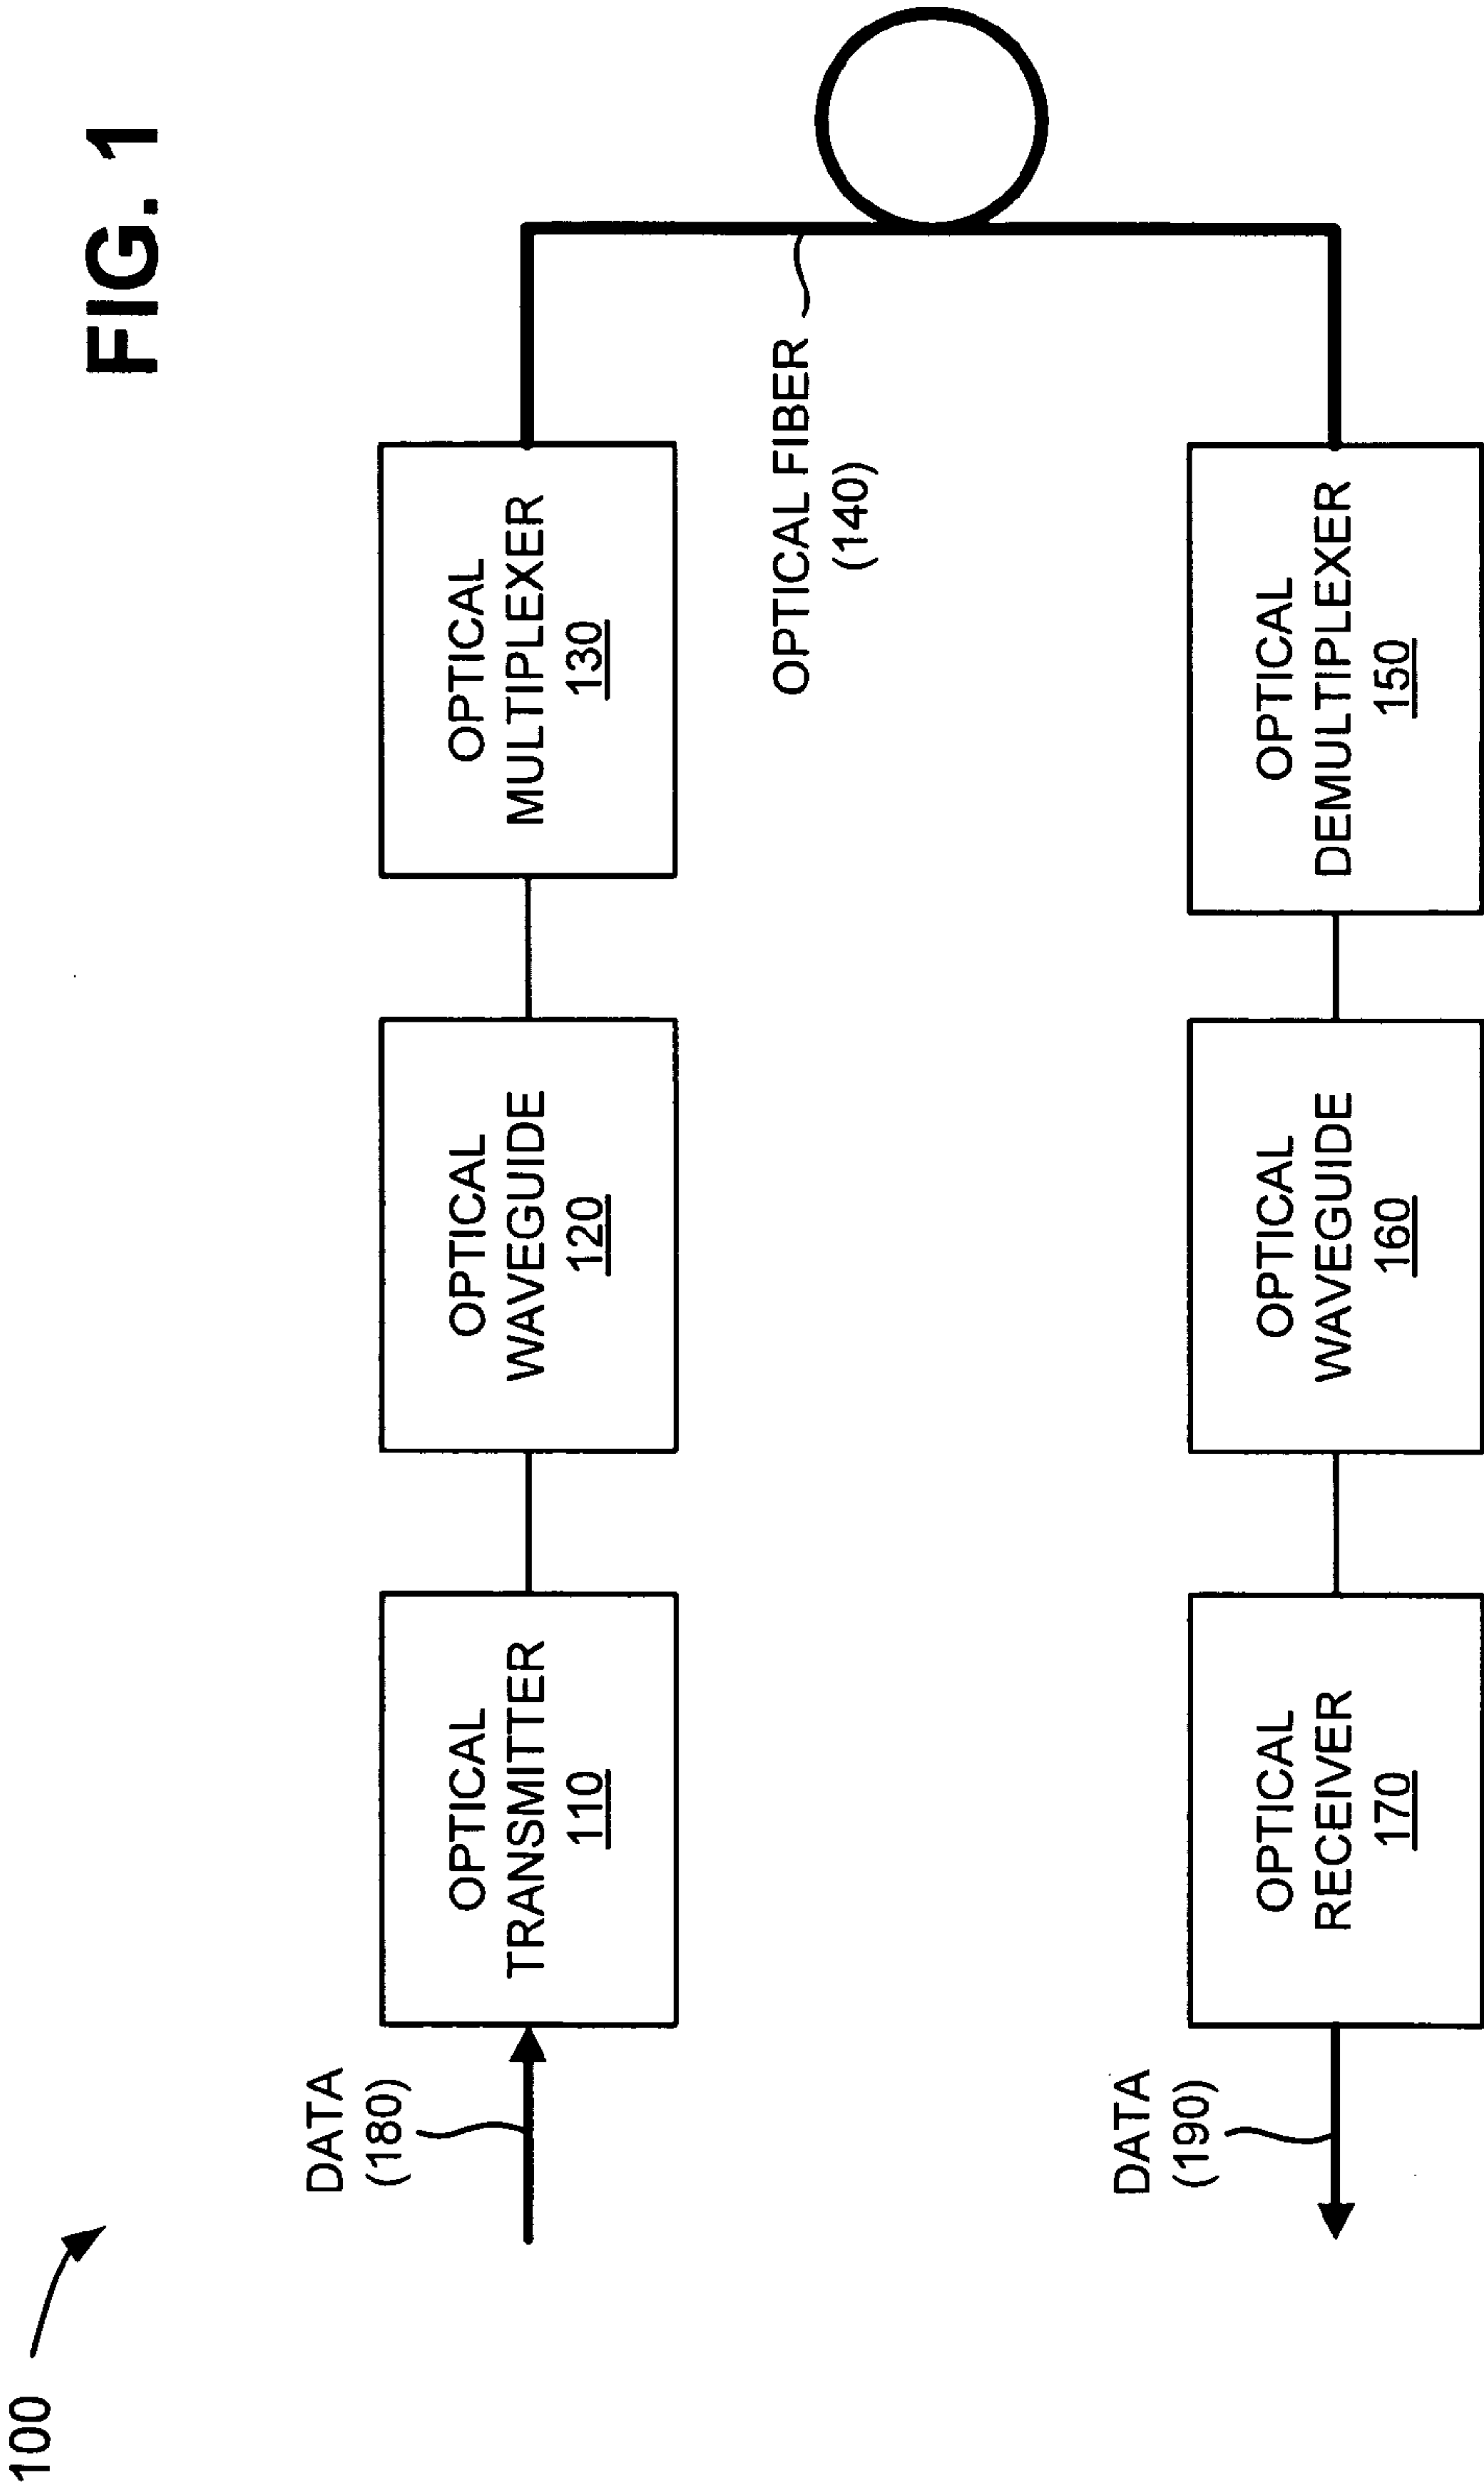 FIG. 1
100
DATA
(180)
OPTICAL
TRANSMITTER
110
OPTICAL
WAVEGUIDE
120
OPTICAL
MULTIPLEXER
130
OPTICAL FIBER
(140)
DATA
(190)
OPTICAL
RECEIVER
170
OPTICAL
WAVEGUIDE
160
OPTICAL
DEMULTIPLEXER
150